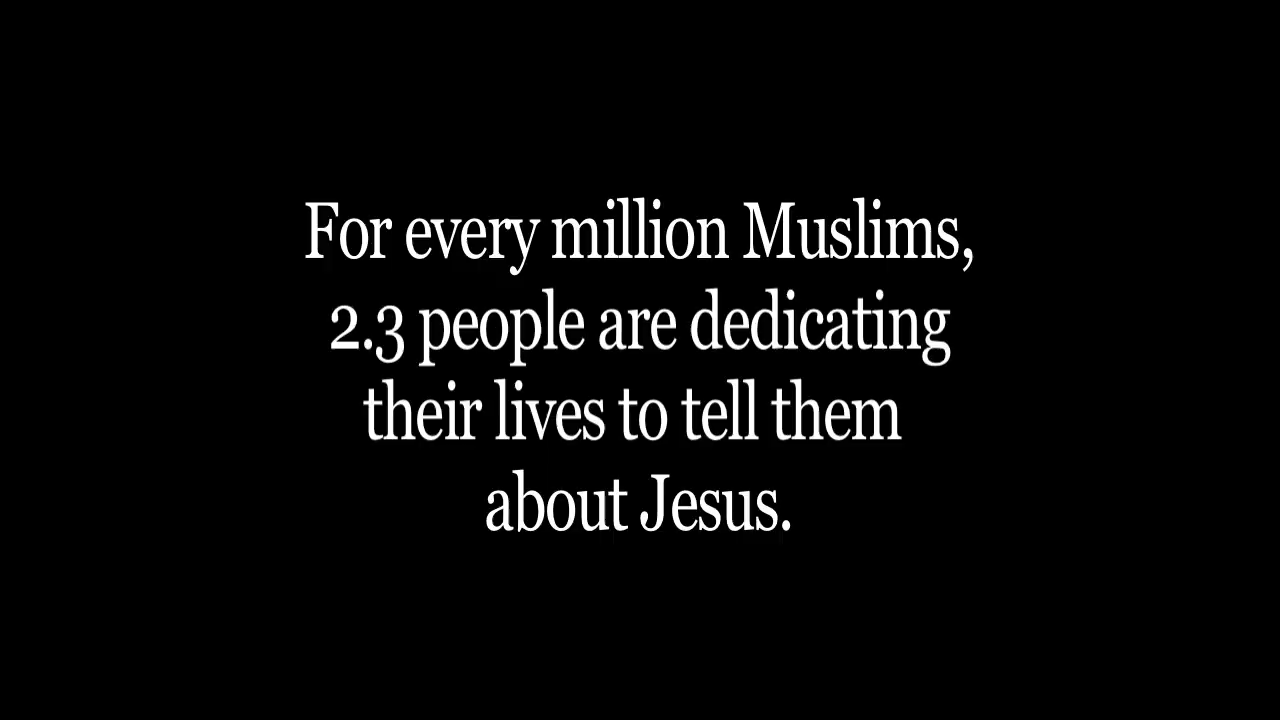 For every million Muslims,
2.3 people are dedicating
their lives to tell them
about Jesus.